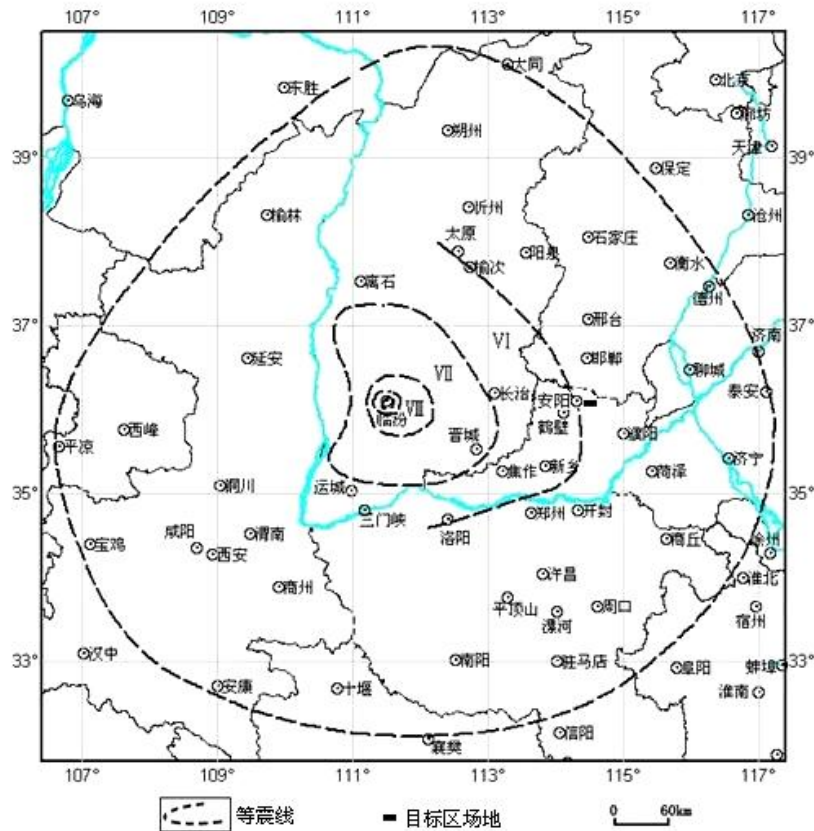 107° 109° 111° 113° 115° 117°
大同
北京
东胜
乌海
廊坊
朔州
天津
39° 39°
保定
榆林
忻州
沧州
石家庄
太原
阳泉
衡水
榆次
离石
德州
37° 37°
邢台
Ⅵ
济南
延安
邯郸
Ⅶ
聊城
长治
泰安
安阳
Ⅷ
临汾
鹤壁
西峰
濮阳
平凉
晋城
济宁
焦作
新乡
菏泽
铜川
运城
35° 35°
三门峡
郑州
开封
咸阳
渭南
洛阳
商丘
徐州
宝鸡
西安
淮北
商州
许昌
平顶山
周口
宿州
漯河
汉中
33° 33°
南阳
驻马店
阜阳
蚌埠
安康
十堰
淮南
信阳
襄樊
107° 109° 111° 113° 115° 117°
等震线 目标区场地 0 60km